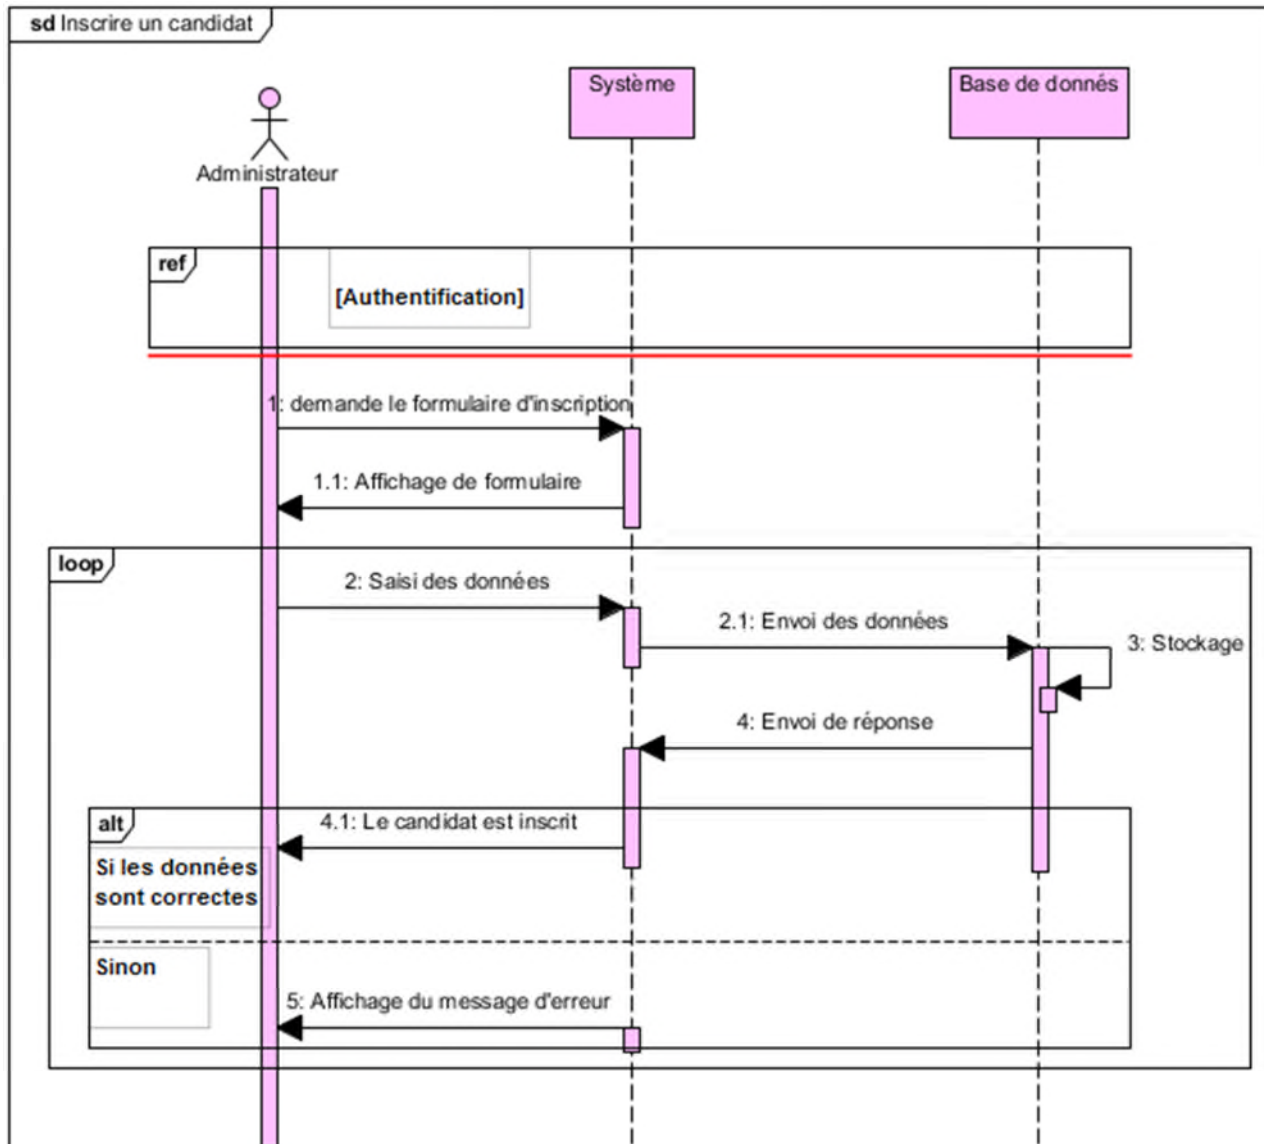 sd Inscrire un candidat
Système
Base de donnés
Administrateur
ref
[Authentification]
1: demande le formulaire d'inscription
1.1: Affichage de formulaire
loop
2: Saisi des données
2.1: Envoi des données
3: Stockage
4: Envoi de réponse
alt
4.1: Le candidat est inscrit
Si les données
sont correctes
Sinon
5: Affichage du message d'erreur